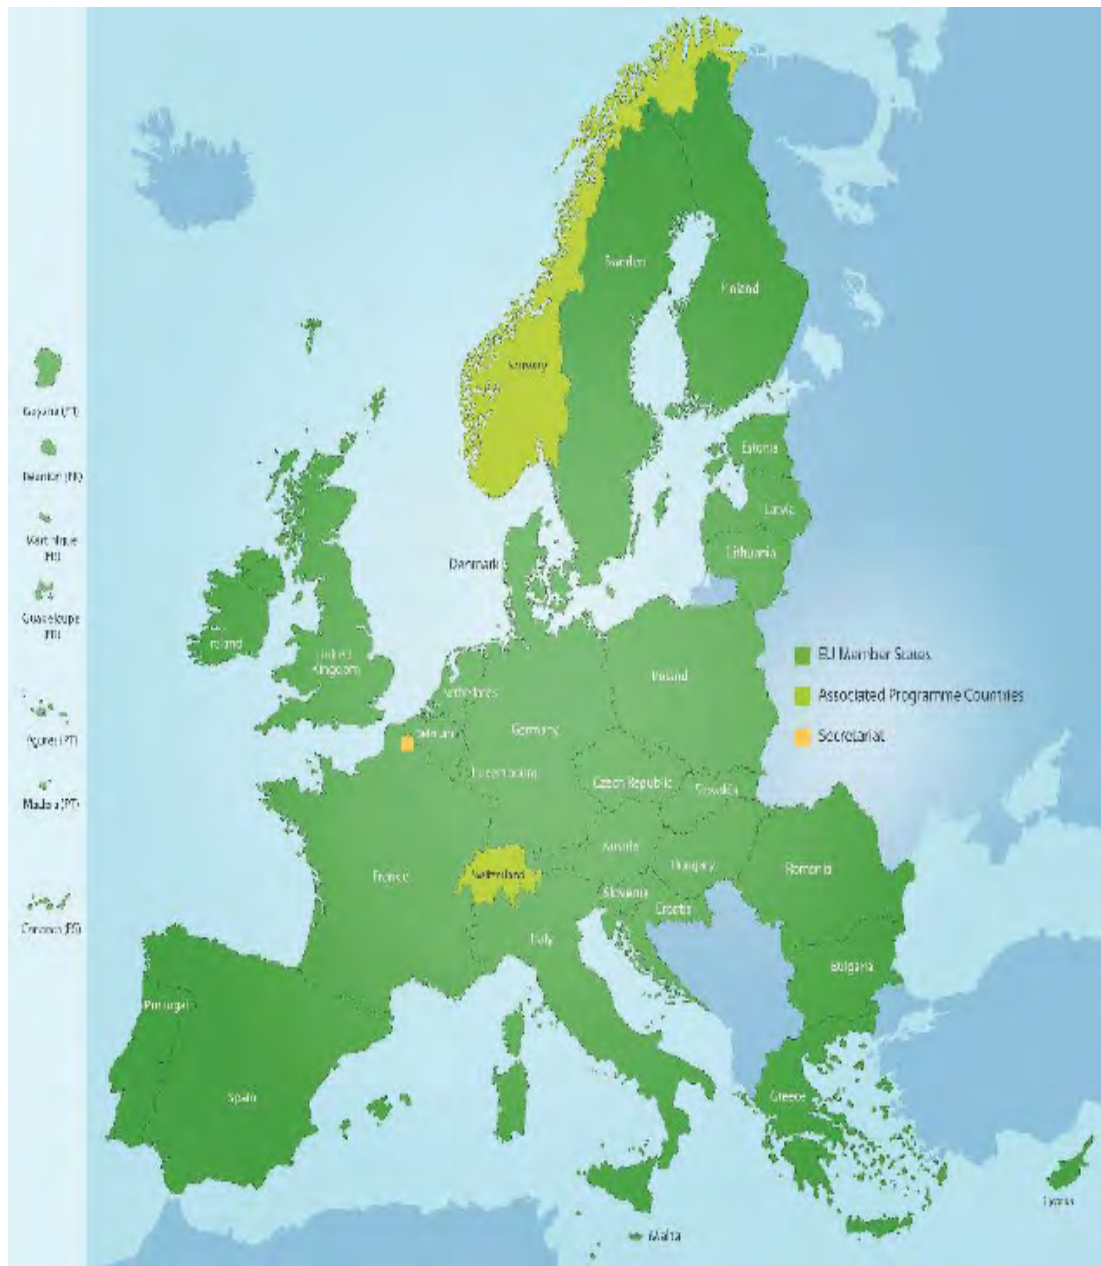 Sweden
Finland
Norway
Estonia
Latvia
Lithuania
Denmark
Ireland
United
Kingdom
Netherlands
Belgium
Poland
Germany
Luxembourg
Czech Republic
Slovakia
Austria
Hungary
France
Switzerland
Slovenia
Croatia
Italy
Romania
Bulgaria
Portugal
Spain
Greece
Cyprus
Malta
Martinique
Guadeloupe
Madeira (PT)
EU Member States
Associated Programme Countries
Secretariat